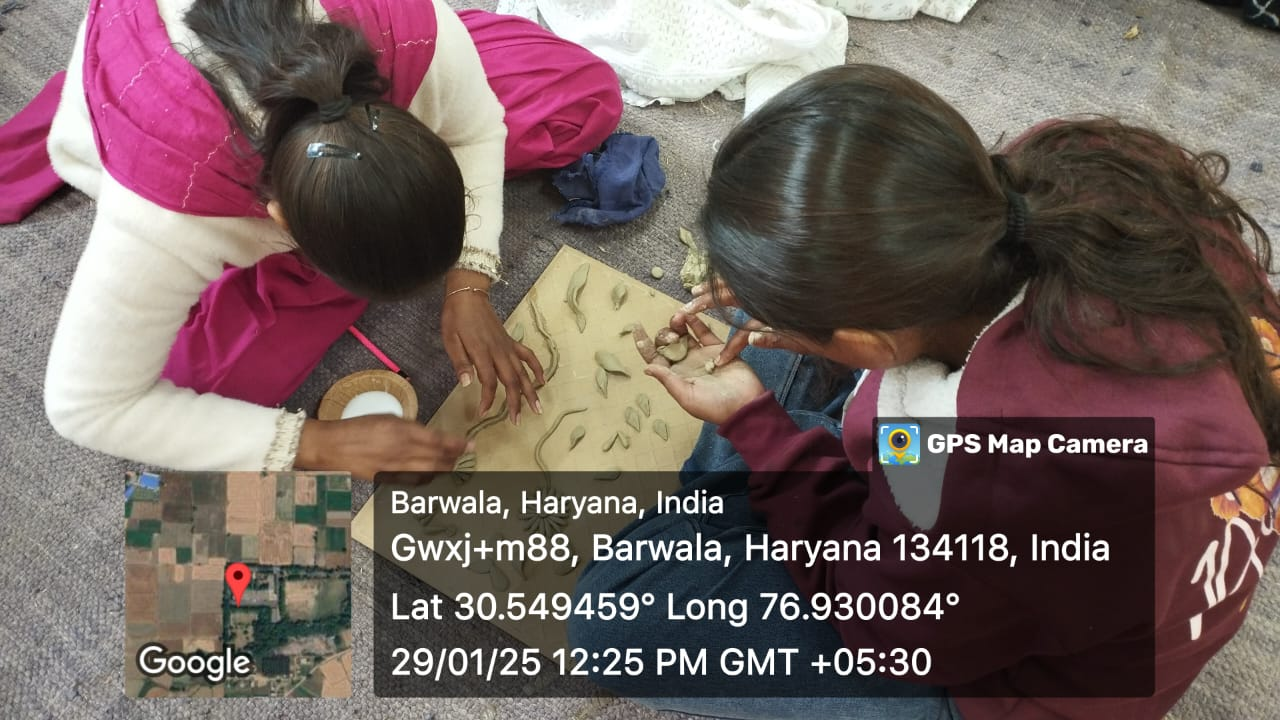 GPS Map Camera
Barwala, Haryana, India
Gwxj+m88, Barwala, Haryana 134118, India
Lat 30.549459° Long 76.930084°
29/01/25 12:25 PM GMT +05:30
Google